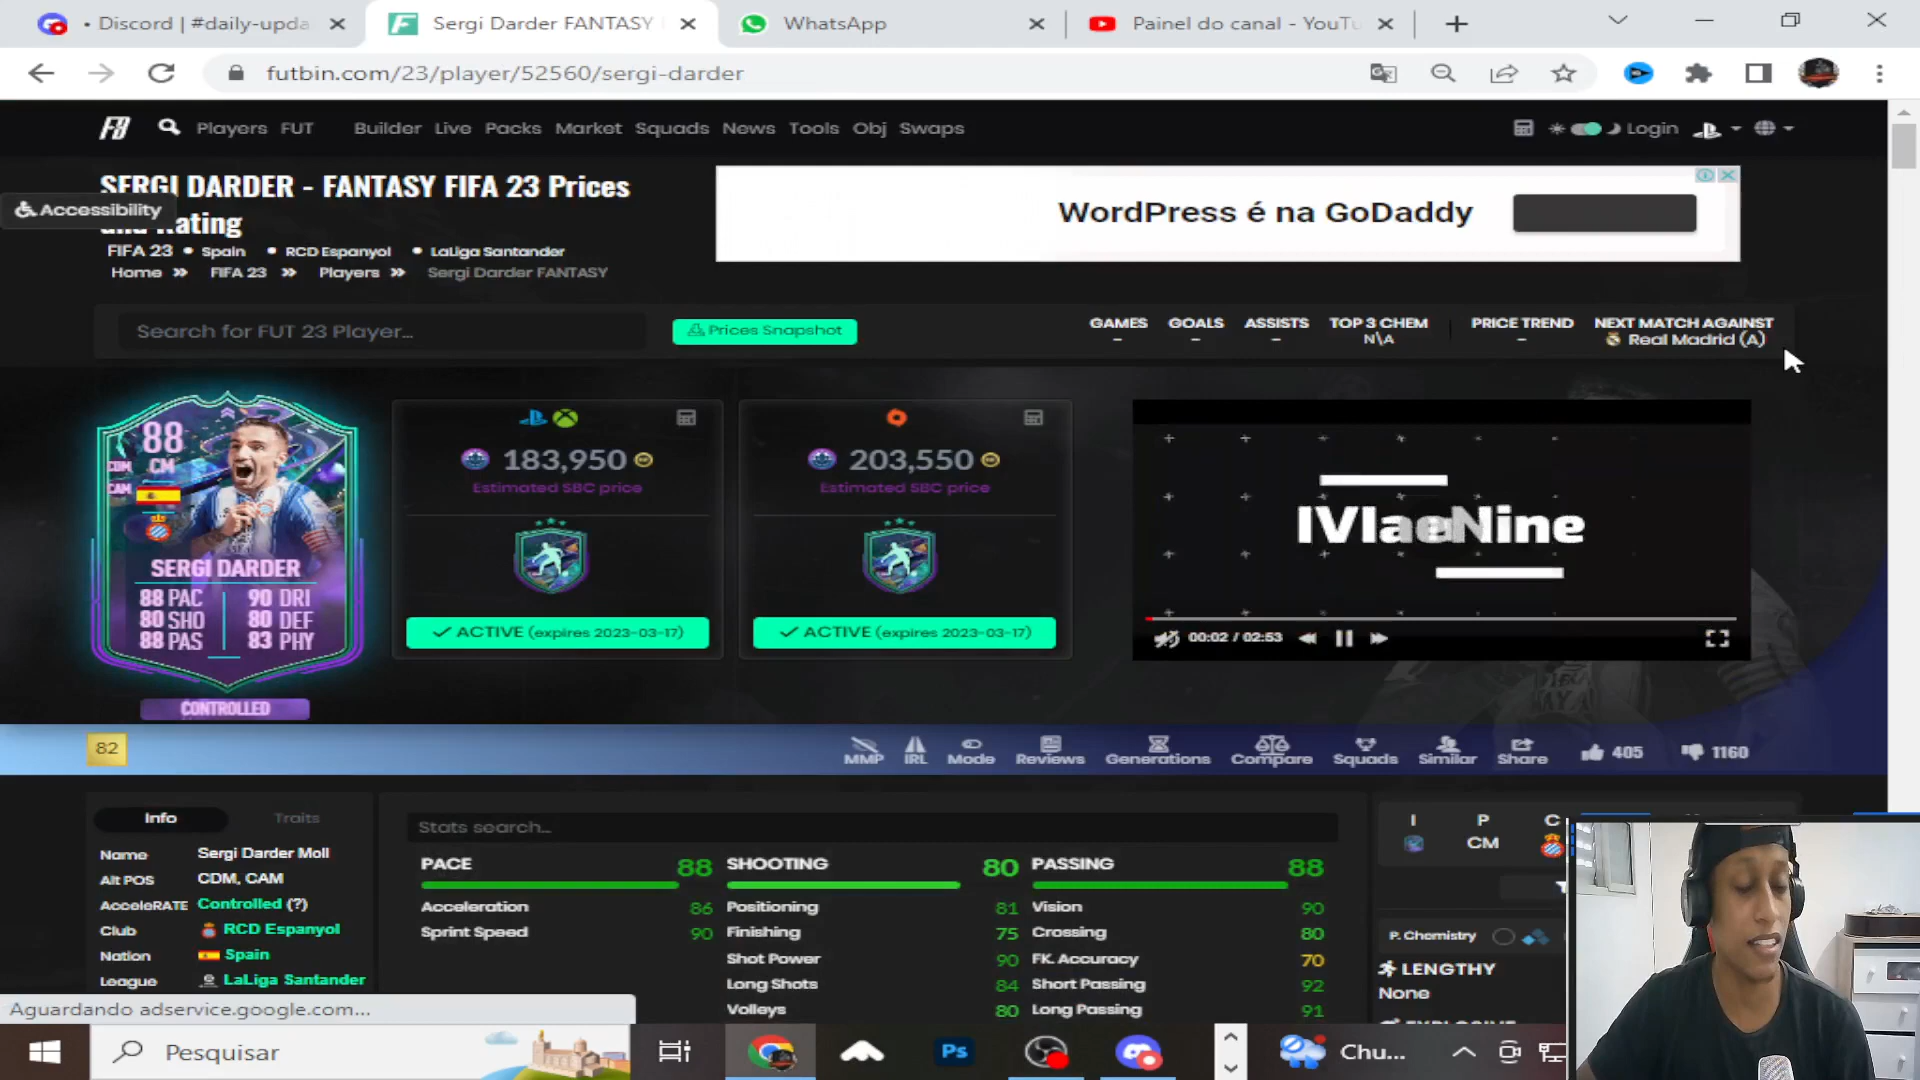 • Discord | #daily-upda
Sergi Darder FANTASY
WhatsApp
Painel do canal - YouTu
futbin.com/23/player/52560/sergi-darder
Players FUT Builder Live Packs Market Squads News Tools Obj Swaps
Login
SERGI DARDER - FANTASY FIFA 23 Prices
and Rating
Accessibility
FIFA 23 • Spain • RCD Espanyol • LaLiga Santander
Home » FIFA 23 » Players » Sergi Darder FANTASY
WordPress é na GoDaddy
Search for FUT 23 Player...
Prices Snapshot
GAMES
-
GOALS
-
ASSISTS
-
TOP 3 CHEM
N\A
PRICE TREND
-
NEXT MATCH AGAINST
Real Madrid (A)
88
CM
CDM
CAM
SERGI DARDER
88 PAC 90 DRI
80 SHO 80 DEF
88 PAS 83 PHY
CONTROLLED
183,950
Estimated SBC price
ACTIVE (expires 2023-03-17)
203,550
Estimated SBC price
ACTIVE (expires 2023-03-17)
00:02 / 02:53
82
MMP
IRL
Mode
Reviews
Generations
Compare
Squads
Similar
Share
405
1160
Info
Traits
Name Sergi Darder Moll
Alt POS CDM, CAM
AcceleRATE Controlled (?)
Club RCD Espanyol
Nation Spain
League LaLiga Santander
Stats search...
PACE 88
Acceleration 86
Sprint Speed 90
SHOOTING 80
Positioning 81
Finishing 75
Shot Power 90
Long Shots 84
Volleys 80
PASSING 88
Vision 90
Crossing 80
FK. Accuracy 70
Short Passing 92
Long Passing 91
I P C
CM
P. Chemistry
LENGTHY
None
Aguardando adservice.google.com...
Pesquisar
Ps
Chu...